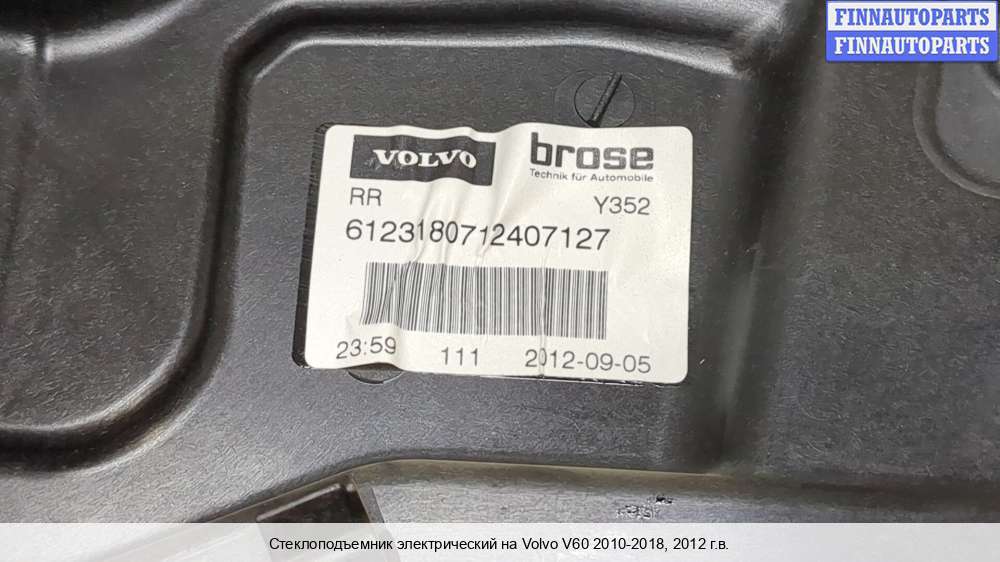 FINNAUTOPARTS
FINNAUTOPARTS
VOLVO
brose
Technik für Automobile
RR
Y352
6123180712407127
23:59 111 2012-09-05
Стеклоподъемник электрический на Volvo V60 2010-2018, 2012 г.в.